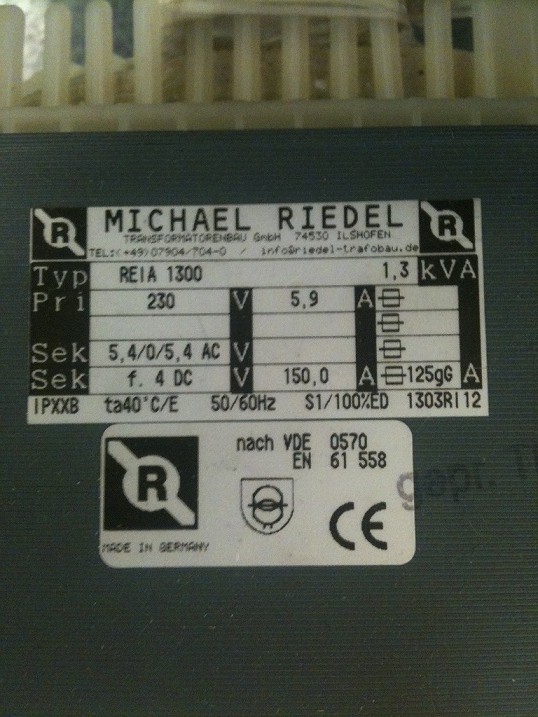 R MICHAEL RIEDEL R
TRANSFORMATORENBAU GmbH 74530 ILSHOFEN
TEL:(+49)07904/704-0 / info@riedel-trafobau.de
Typ REIA 1300 1,3 kVA
Pri 230 V 5,9 A
Sek 5,4/0/5,4 AC V
Sek f. 4 DC V 150,0 A 125gG A
IPXXB ta40°C/E 50/60Hz S1/100%ED 1303RI12
R
nach VDE 0570
EN 61 558
CE
MADE IN GERMANY
gepr.